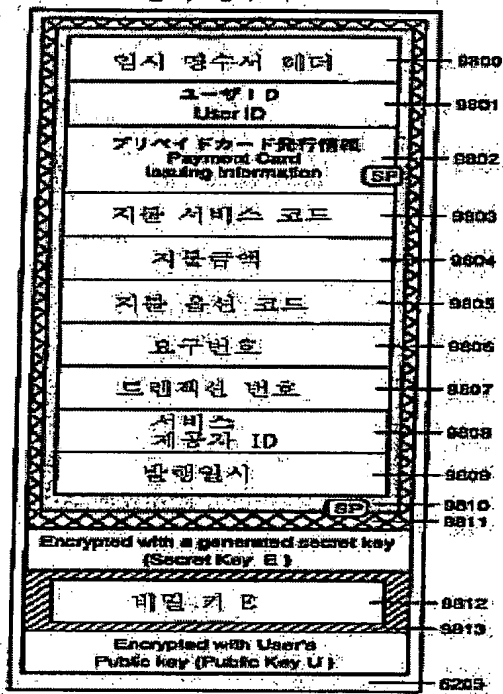 임시 영수서 헤더
9800
ユーザID
User ID
9801
プリペイドカード発行情報
Payment Card
Issuing Information
9802
SP
지불 서비스 코드
9803
지불금액
9804
지불 옵션 코드
9805
요구번호
9806
트랜잭션 번호
9807
서비스
제공자 ID
9808
발행일시
9809
SP
9810
9811
Encrypted with a generated secret key
(Secret Key E)
비밀 키 E
9812
9813
Encrypted with User's
Public key (Public Key U)
6203